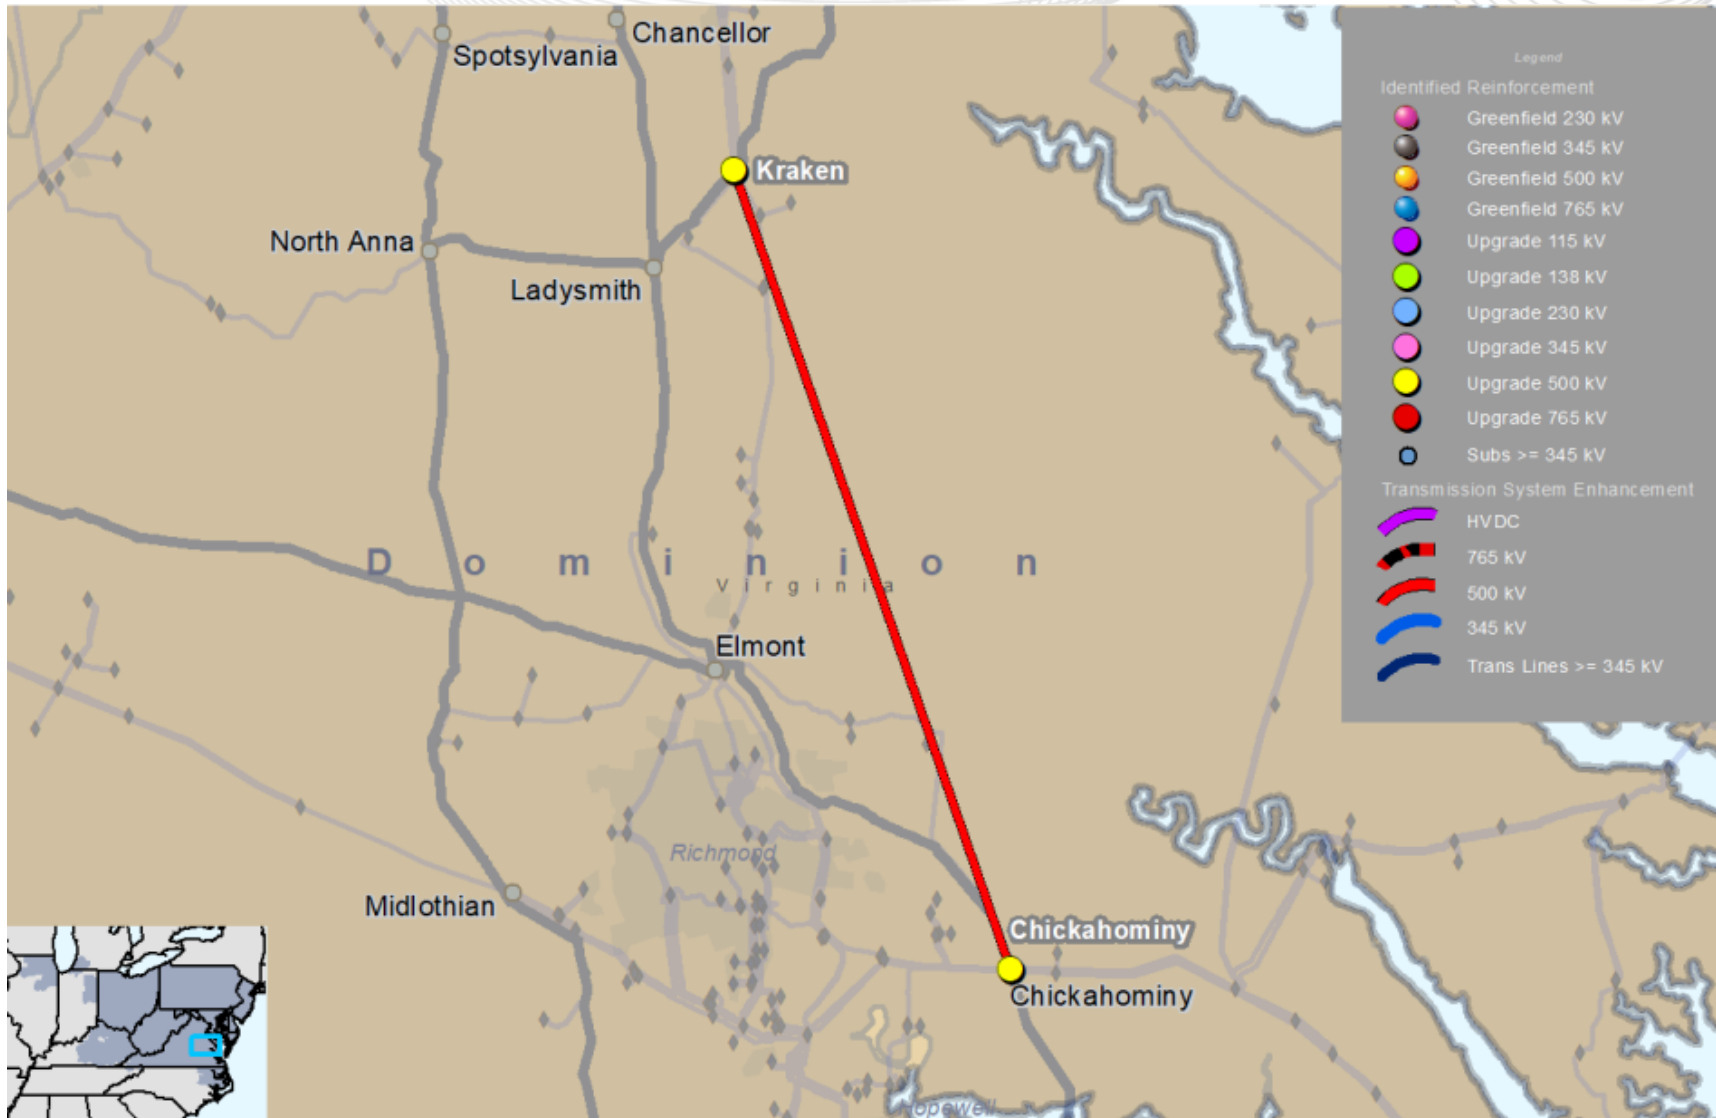 Chancellor
Spotsylvania
Kraken
North Anna
Ladysmith
Dominion
Virginia
Elmont
Richmond
Midlothian
Chickahominy
Chickahominy
Hopewell
Legend
Identified Reinforcement
Greenfield 230 kV
Greenfield 345 kV
Greenfield 500 kV
Greenfield 765 kV
Upgrade 115 kV
Upgrade 138 kV
Upgrade 230 kV
Upgrade 345 kV
Upgrade 500 kV
Upgrade 765 kV
Subs >= 345 kV
Transmission System Enhancement
HVDC
765 kV
500 kV
345 kV
Trans Lines >= 345 kV